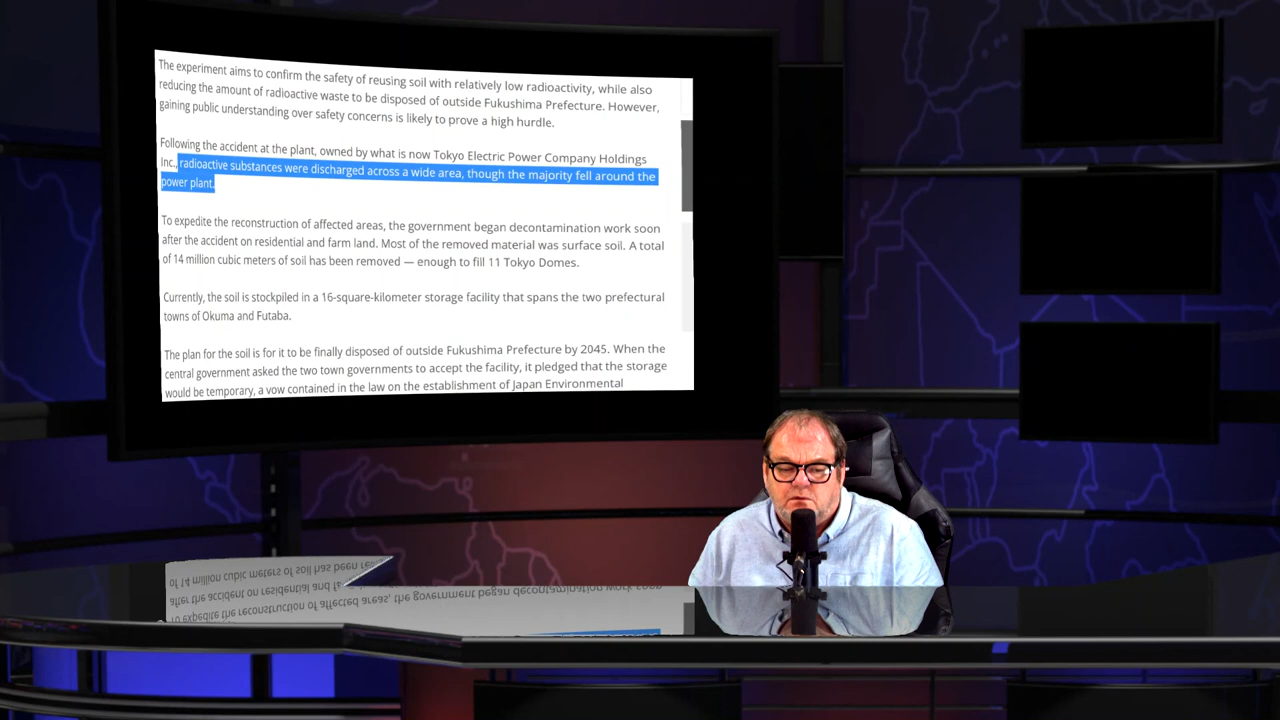 The experiment aims to confirm the safety of reusing soil with relatively low radioactivity, while also
reducing the amount of radioactive waste to be disposed of outside Fukushima Prefecture. However,
gaining public understanding over safety concerns is likely to prove a high hurdle.
Following the accident at the plant, owned by what is now Tokyo Electric Power Company Holdings
Inc., radioactive substances were discharged across a wide area, though the majority fell around the
power plant.
To expedite the reconstruction of affected areas, the government began decontamination work soon
after the accident on residential and farm land. Most of the removed material was surface soil. A total
of 14 million cubic meters of soil has been removed — enough to fill 11 Tokyo Domes.
Currently, the soil is stockpiled in a 16-square-kilometer storage facility that spans the two prefectural
towns of Okuma and Futaba.
The plan for the soil is for it to be finally disposed of outside Fukushima Prefecture by 2045. When the
central government asked the two town governments to accept the facility, it pledged that the storage
would be temporary, a vow contained in the law on the establishment of Japan Environmental